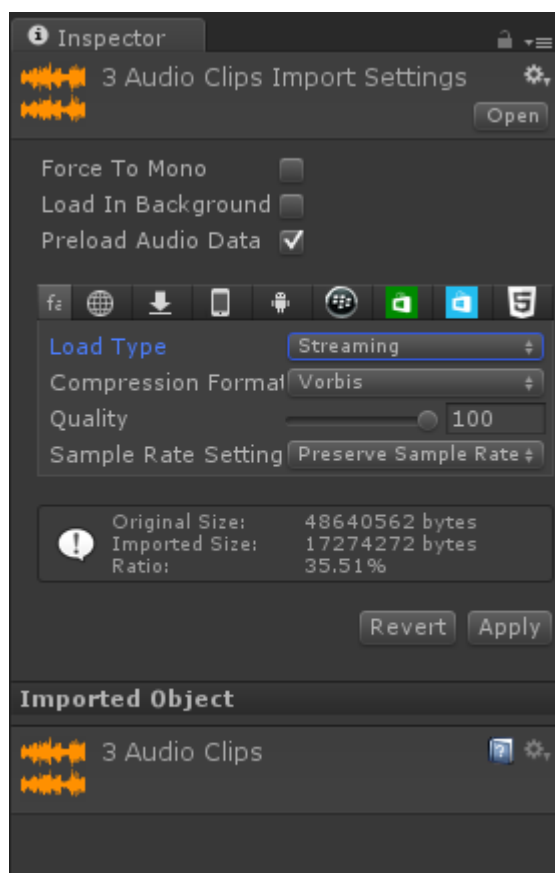 Inspector
3 Audio Clips Import Settings
Open
Force To Mono
Load In Background
Preload Audio Data
Load Type Streaming
Compression Format Vorbis
Quality 100
Sample Rate Setting Preserve Sample Rate
Original Size: 48640562 bytes
Imported Size: 17274272 bytes
Ratio: 35.51%
Revert Apply
Imported Object
3 Audio Clips